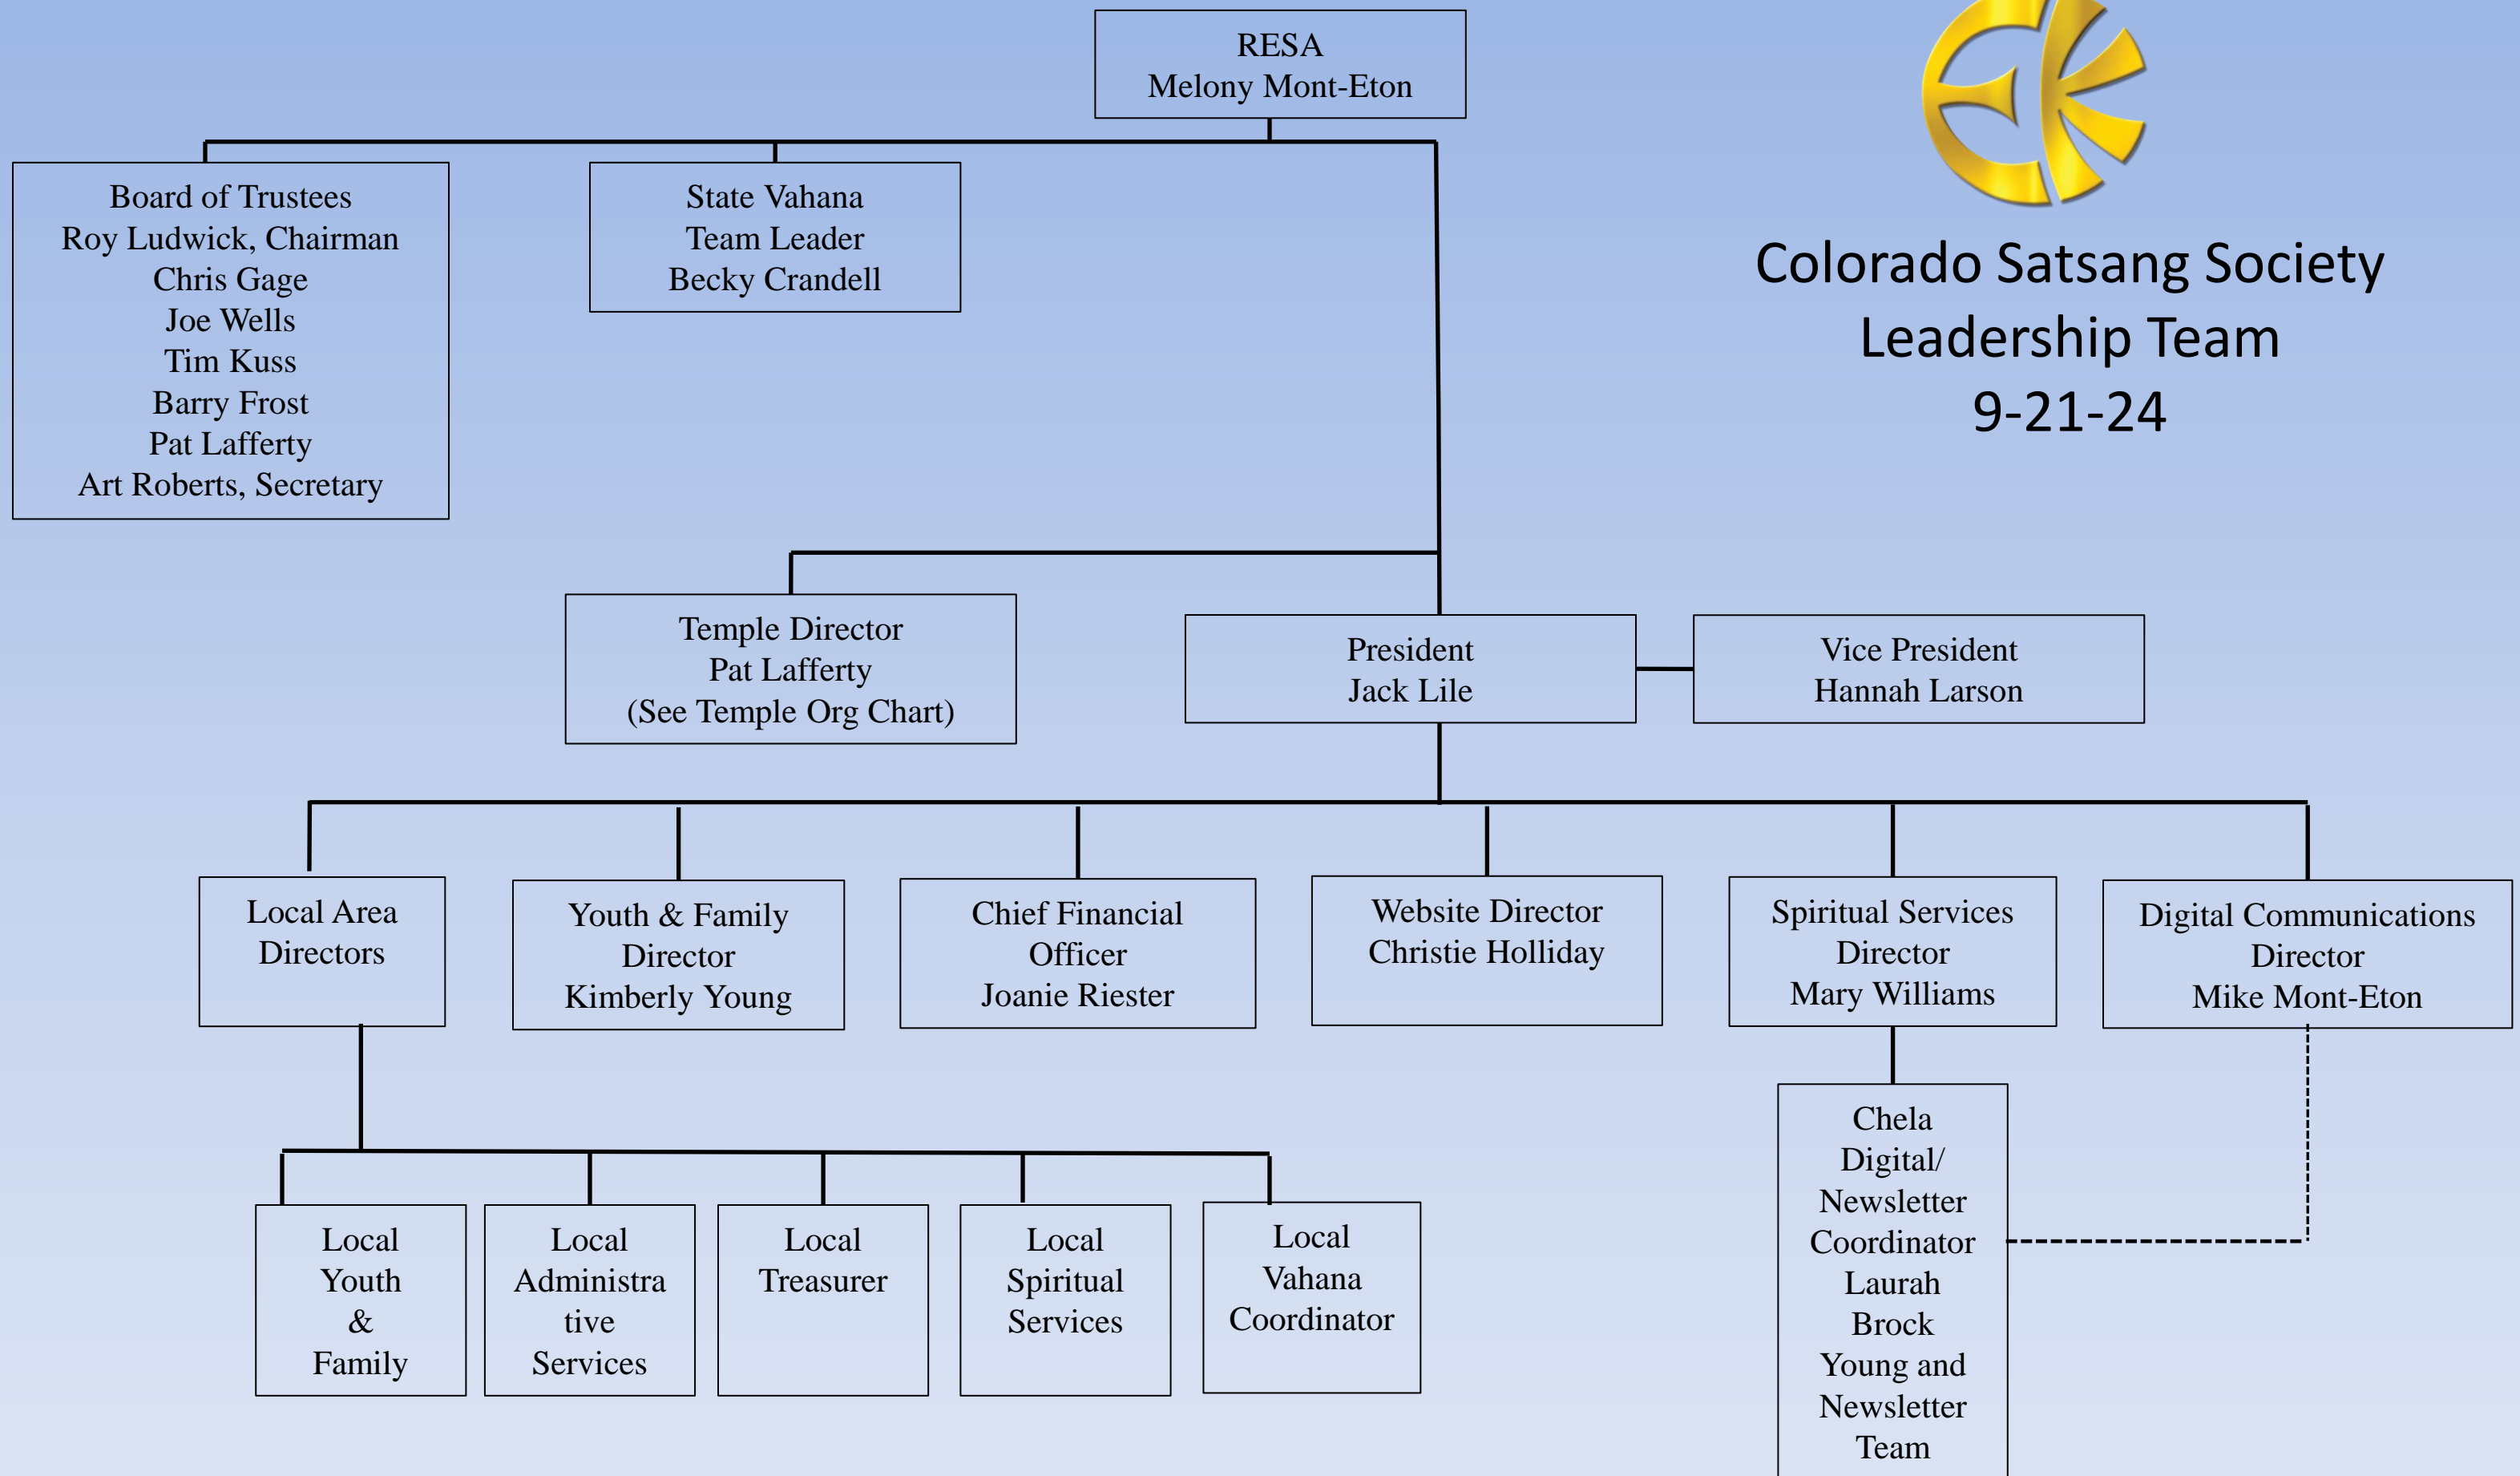 RESA
Melony Mont-Eton
Colorado Satsang Society
Leadership Team
9-21-24
Board of Trustees
Roy Ludwick, Chairman
Chris Gage
Joe Wells
Tim Kuss
Barry Frost
Pat Lafferty
Art Roberts, Secretary
State Vahana
Team Leader
Becky Crandell
Temple Director
Pat Lafferty
(See Temple Org Chart)
President
Jack Lile
Vice President
Hannah Larson
Local Area
Directors
Youth & Family
Director
Kimberly Young
Chief Financial
Officer
Joanie Riester
Website Director
Christie Holliday
Spiritual Services
Director
Mary Williams
Digital Communications
Director
Mike Mont-Eton
Local
Youth
&
Family
Local
Administra
tive
Services
Local
Treasurer
Local
Spiritual
Services
Local
Vahana
Coordinator
Chela
Digital/
Newsletter
Coordinator
Laurah
Brock
Young and
Newsletter
Team